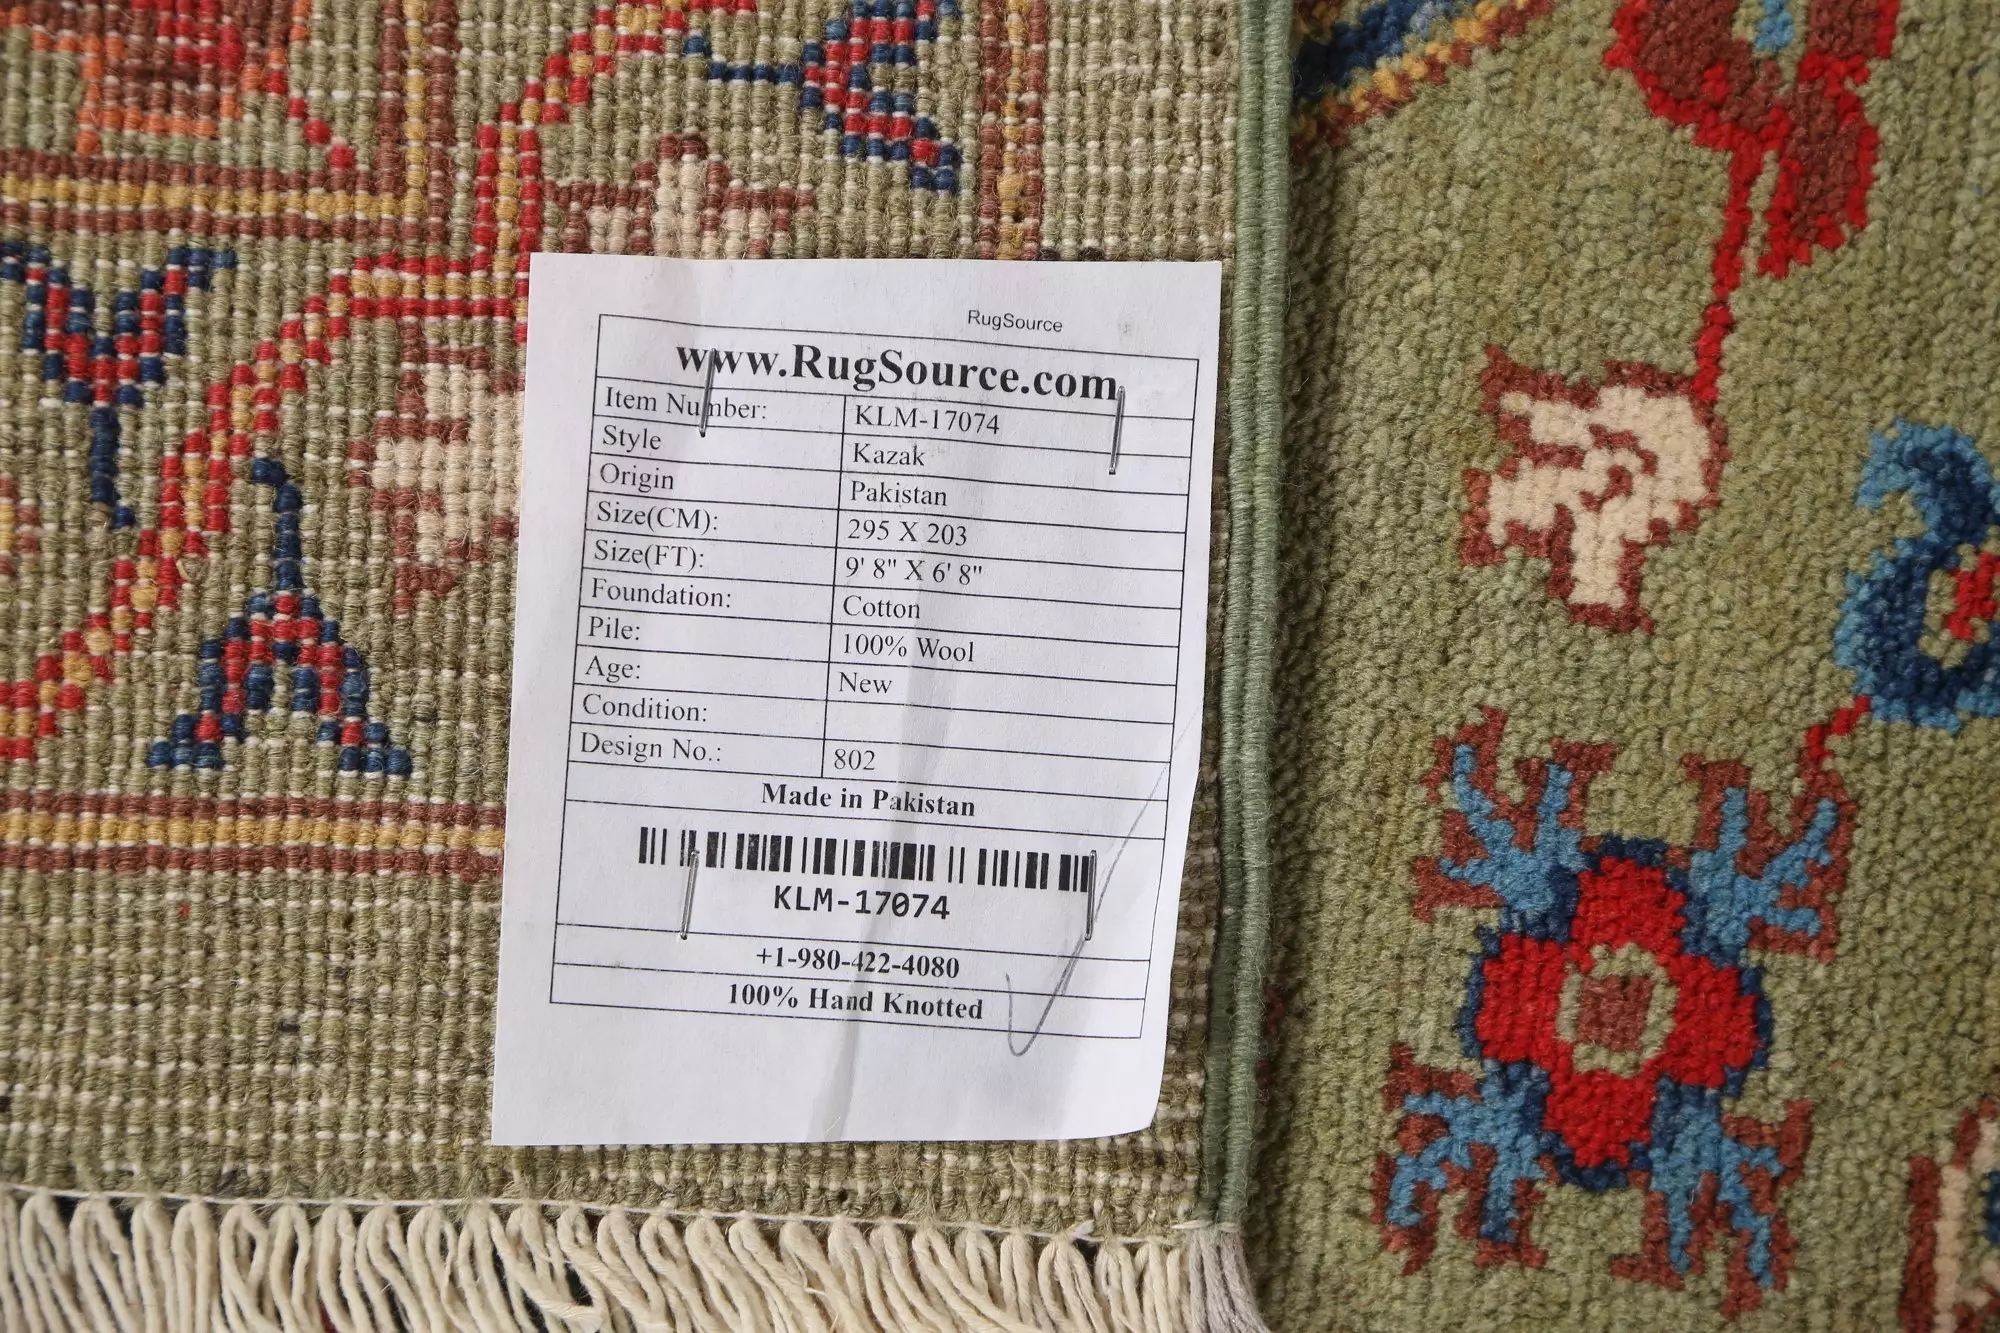 RugSource
www.RugSource.com
Item Number: KLM-17074
Style Kazak
Origin Pakistan
Size(CM): 295 X 203
Size(FT): 9' 8" X 6' 8"
Foundation: Cotton
Pile: 100% Wool
Age: New
Condition:
Design No.: 802
Made in Pakistan
KLM-17074
+1-980-422-4080
100% Hand Knotted